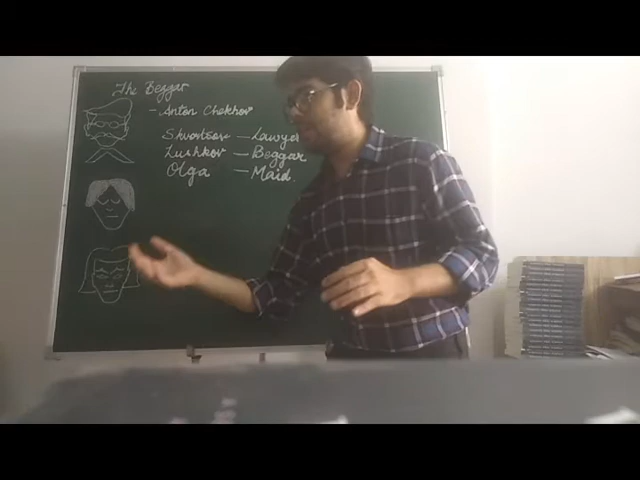 The Beggar
- Anton Chekhov
Skvortsov - Lawyer
Lushkov - Beggar
Olga - Maid